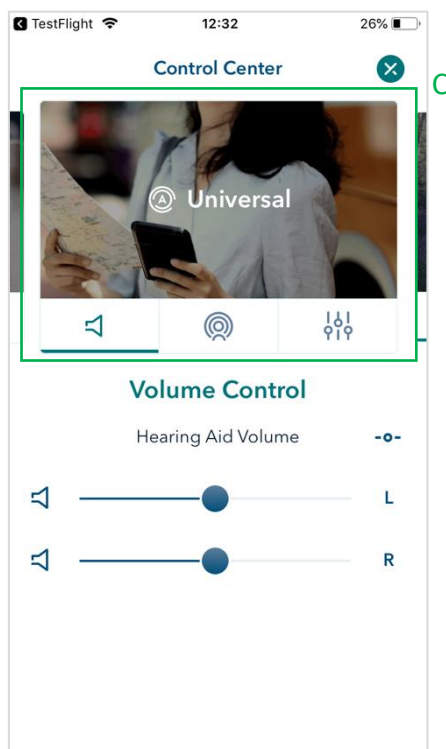 TestFlight 12:32 26%
Control Center
A Universal
Volume Control
Hearing Aid Volume
L
R